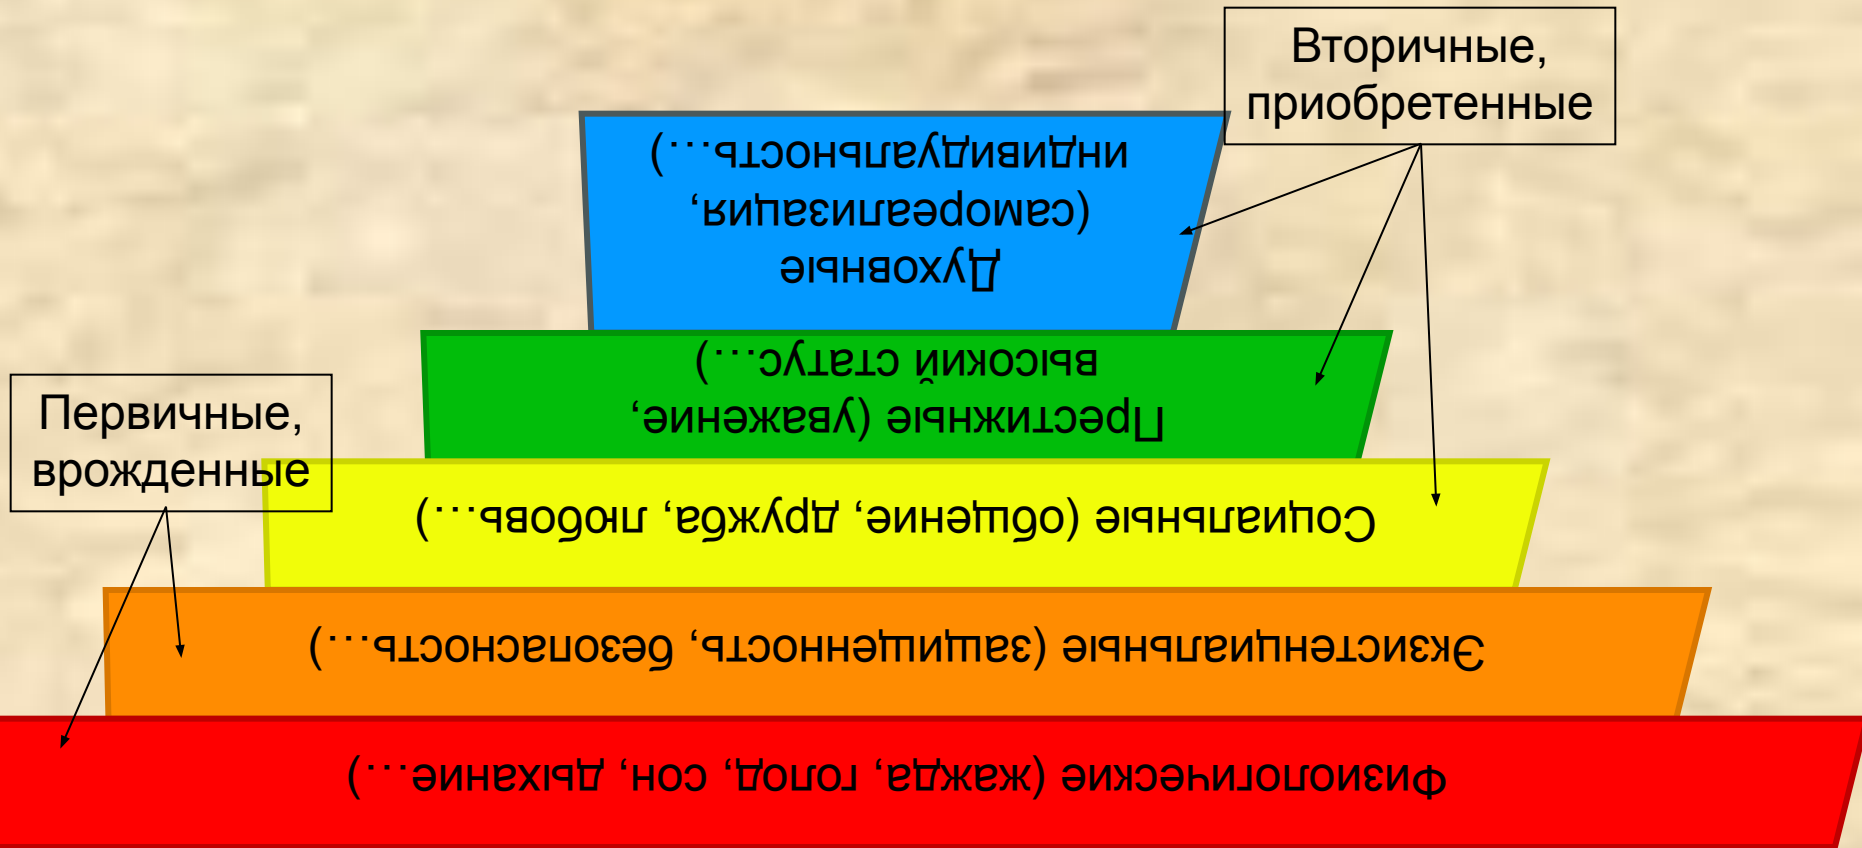 Вторичные,
приобретенные
Духовные
(самореализация,
индивидуальность…)
Престижные (уважение,
высокий статус…)
Первичные,
врожденные
Социальные (общение, дружба, любовь…)
Экзистенциальные (защищенность, безопасность…)
Физиологические (жажда, голод, сон, дыхание…)